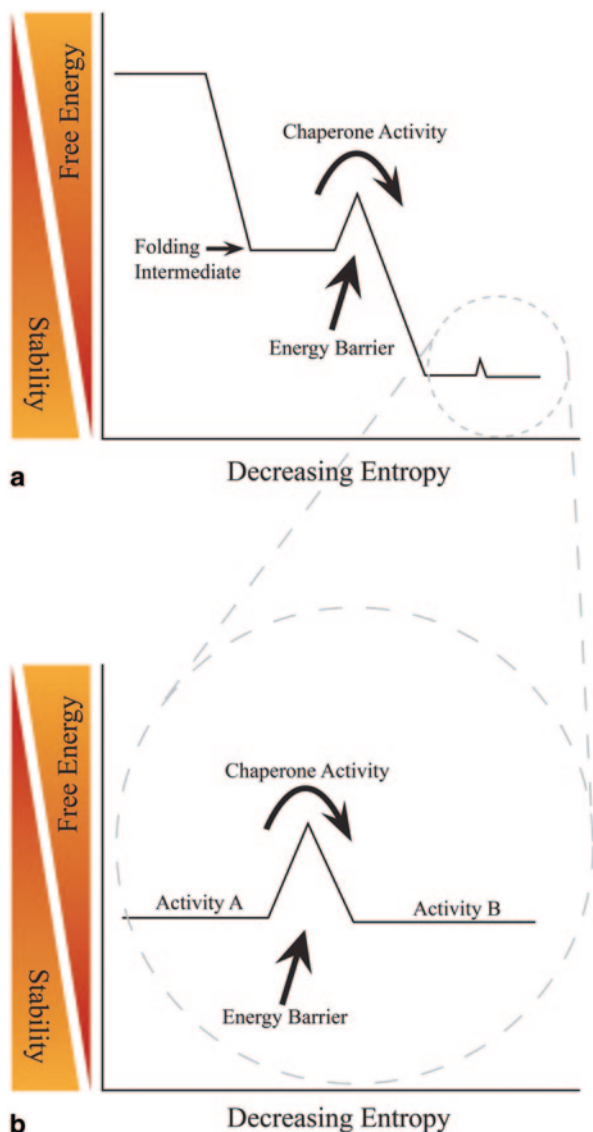 Free Energy
Stability
Chaperone Activity
Folding
Intermediate
Energy Barrier
a
Decreasing Entropy
Free Energy
Stability
Chaperone Activity
Activity A
Activity B
Energy Barrier
b
Decreasing Entropy